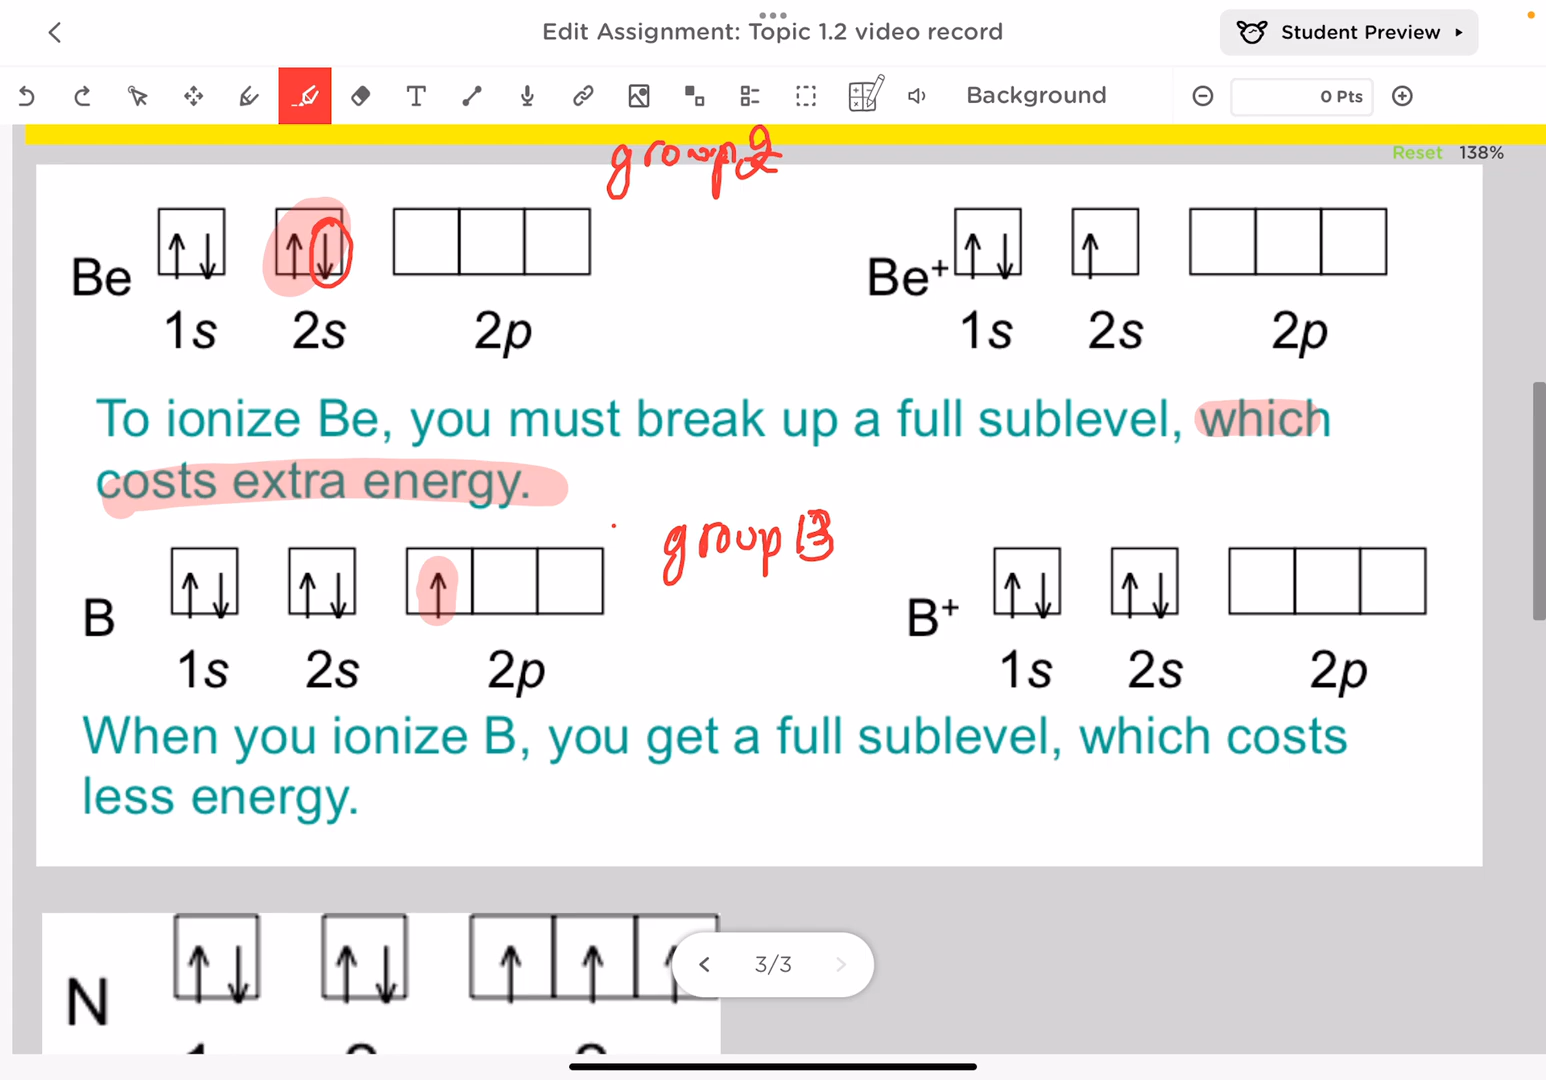 Edit Assignment: Topic 1.2 video record
Student Preview
T
Background
0 Pts
Reset 138%
group 2
Be
1s 2s 2p
Be+
1s 2s 2p
To ionize Be, you must break up a full sublevel, which
costs extra energy.
group 13
B
1s 2s 2p
B+
1s 2s 2p
When you ionize B, you get a full sublevel, which costs
less energy.
N
3/3